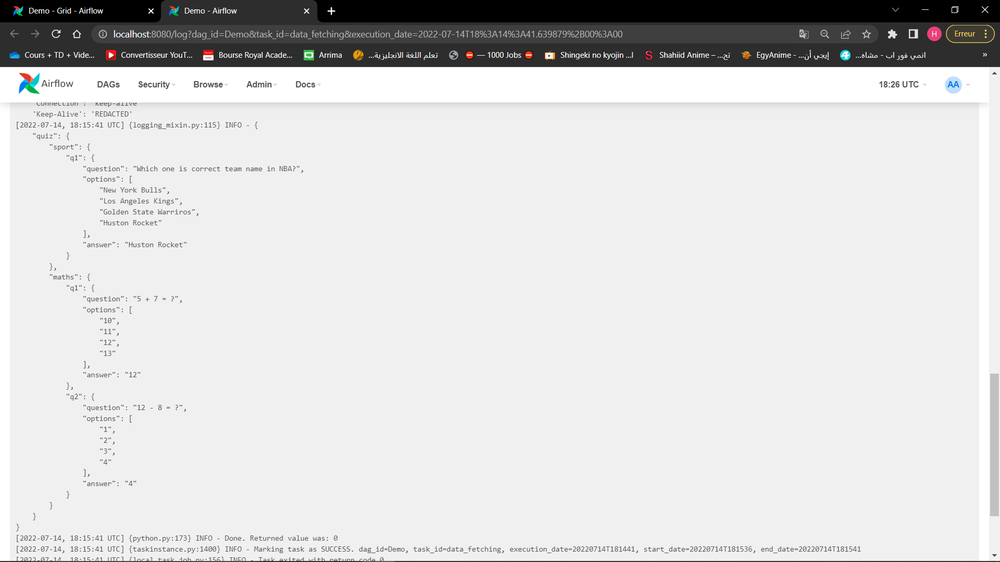 Demo - Grid - Airflow
Demo - Airflow
localhost:8080/log?dag_id=Demo&task_id=data_fetching&execution_date=2022-07-14T18%3A14%3A41.639879%2B00%3A00
H
Erreur
Cours + TD + Vide...
Convertisseur YouT...
Bourse Royal Acade...
Arrima
تعلم اللغة الانجليزية...
— 1000 Jobs
Shingeki no kyojin ...ا
Shahiid Anime – ...تح
EgyAnime - ...إيجي أن
انمي فور اب - مشاه...
»
Airflow
DAGs
Security
Browse
Admin
Docs
18:26 UTC
AA
'Connection': 'keep-alive'
'Keep-Alive': 'REDACTED'
[2022-07-14, 18:15:41 UTC] {logging_mixin.py:115} INFO - {
"quiz": {
"sport": {
"q1": {
"question": "Which one is correct team name in NBA?",
"options": [
"New York Bulls",
"Los Angeles Kings",
"Golden State Warriros",
"Huston Rocket"
],
"answer": "Huston Rocket"
}
},
"maths": {
"q1": {
"question": "5 + 7 = ?",
"options": [
"10",
"11",
"12",
"13"
],
"answer": "12"
},
"q2": {
"question": "12 - 8 = ?",
"options": [
"1",
"2",
"3",
"4"
],
"answer": "4"
}
}
}
}
[2022-07-14, 18:15:41 UTC] {python.py:173} INFO - Done. Returned value was: 0
[2022-07-14, 18:15:41 UTC] {taskinstance.py:1400} INFO - Marking task as SUCCESS. dag_id=Demo, task_id=data_fetching, execution_date=20220714T181441, start_date=20220714T181536, end_date=20220714T181541
[2022-07-14, 18:15:41 UTC] {local_task_job.py:156} INFO - Task exited with return code 0